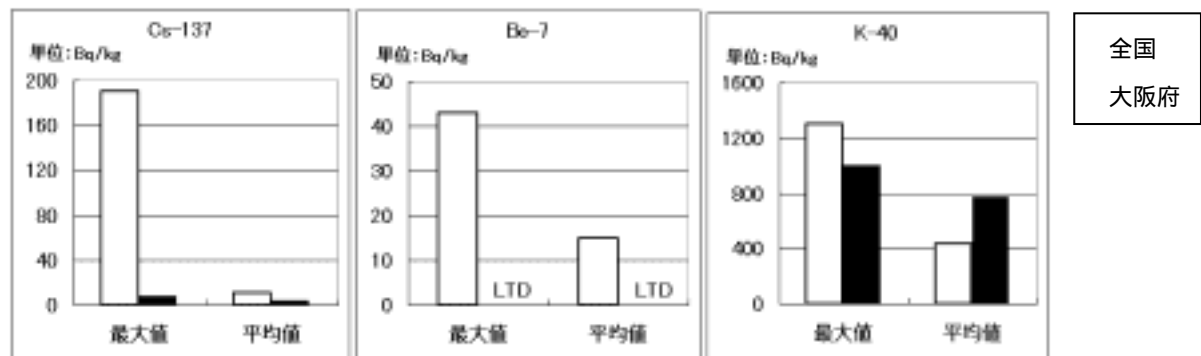 Cs-137
単位:Bq/kg
200
160
120
80
40
0
最大値 平均値
Be-7
単位:Bq/kg
50
40
30
20
10
0
LTD LTD
最大値 平均値
K-40
単位:Bq/kg
1600
1200
800
400
0
最大値 平均値
全国
大阪府